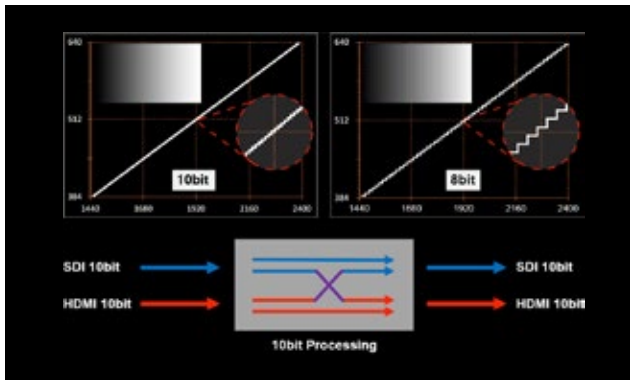 640
512
384
1440 1680 1920 2160 2400
10bit
640
512
384
1440 1680 1920 2160 2400
8bit
SDI 10bit
SDI 10bit
HDMI 10bit
HDMI 10bit
10bit Processing